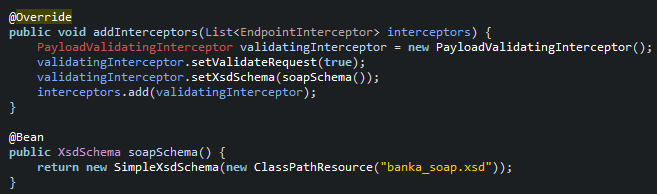 @Override
public void addInterceptors(List<EndpointInterceptor> interceptors) {
    PayloadValidatingInterceptor validatingInterceptor = new PayloadValidatingInterceptor();
    validatingInterceptor.setValidateRequest(true);
    validatingInterceptor.setXsdSchema(soapSchema());
    interceptors.add(validatingInterceptor);
}
@Bean
public XsdSchema soapSchema() {
    return new SimpleXsdSchema(new ClassPathResource("banka_soap.xsd"));
}